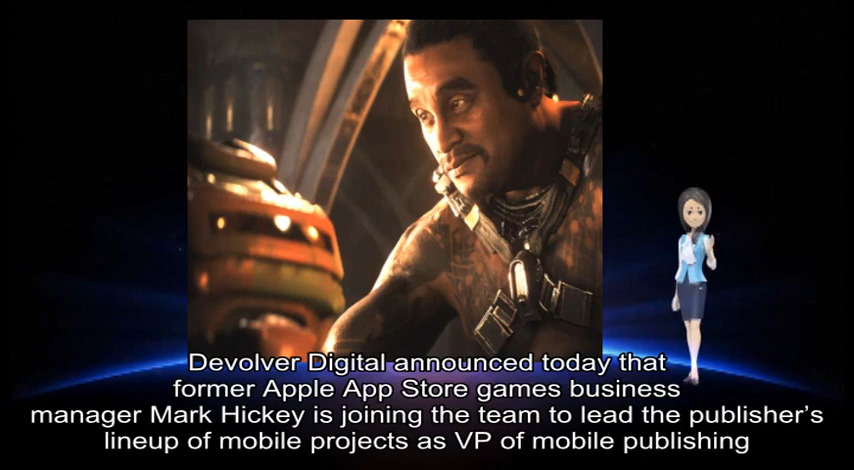 Devolver Digital announced today that
former Apple App Store games business
manager Mark Hickey is joining the team to lead the publisher’s
lineup of mobile projects as VP of mobile publishing